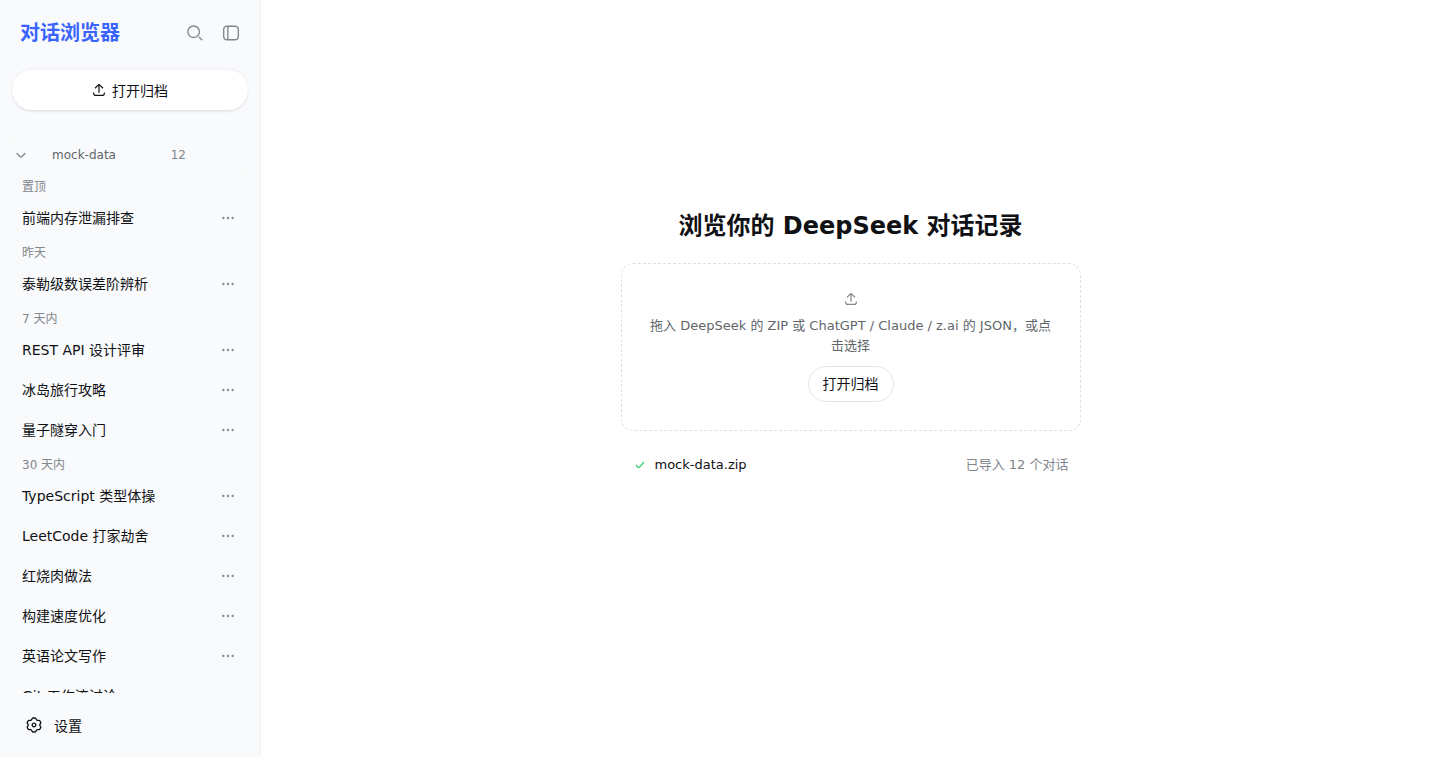 对话浏览器
打开归档
mock-data 12
置顶
前端内存泄漏排查
昨天
泰勒级数误差阶辨析
7 天内
REST API 设计评审
冰岛旅行攻略
量子隧穿入门
30 天内
TypeScript 类型体操
LeetCode 打家劫舍
红烧肉做法
构建速度优化
英语论文写作
设置
浏览你的 DeepSeek 对话记录
拖入 DeepSeek 的 ZIP 或 ChatGPT / Claude / z.ai 的 JSON，或点
击选择
打开归档
mock-data.zip 已导入 12 个对话